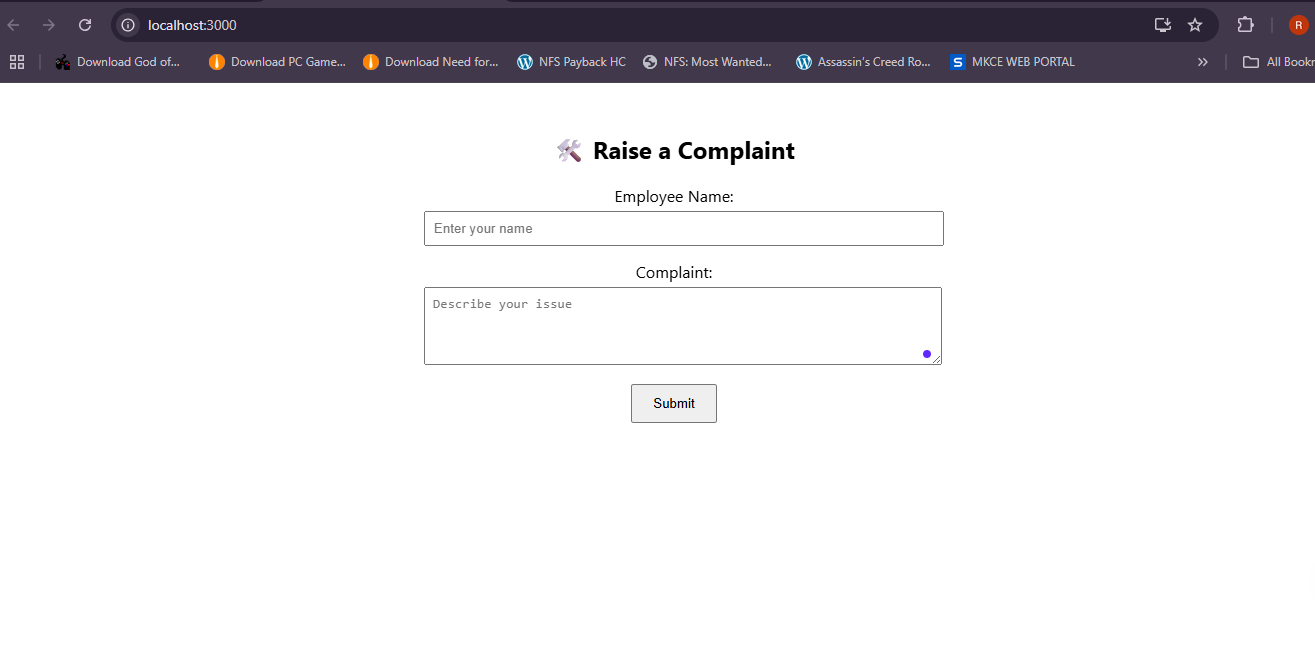 localhost:3000
R
Download God of... Download PC Game... Download Need for... NFS Payback HC NFS: Most Wanted... Assassin's Creed Ro... S MKCE WEB PORTAL » All Bookr
Raise a Complaint
Employee Name:
Enter your name
Complaint:
Describe your issue
Submit